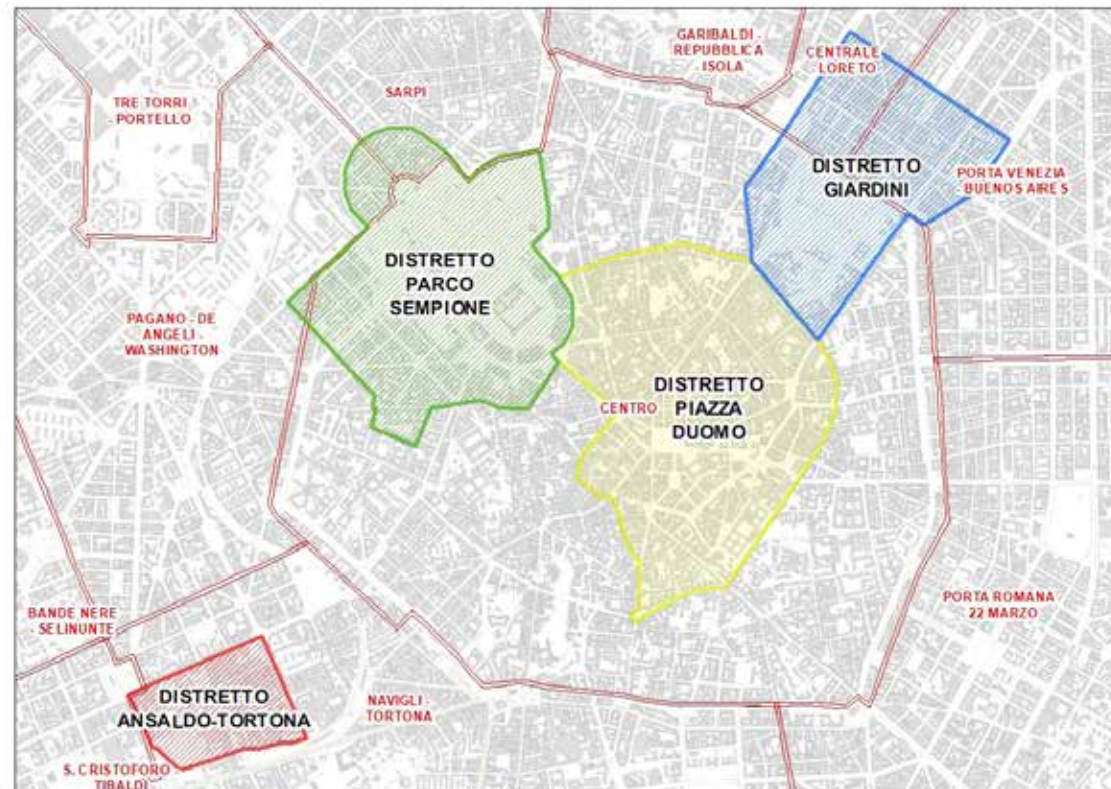 GARIBALDI -
REPUBBLICA
- ISOLA
CENTRALE
- LORETO
SARPI
TRE TORRI
- PORTELLO
DISTRETTO
GIARDINI
PORTA VENEZIA
- BUENOS AIRES
DISTRETTO
PARCO
SEMPIONE
PAGANO - DE
ANGELI -
WASHINGTON
CENTRO
DISTRETTO
PIAZZA
DUOMO
PORTA ROMANA
22 MARZO
BANDE NERE
- SELINUNTE
DISTRETTO
ANSALDO-TORTONA
NAVIGLI -
TORTONA
S. CRISTOFORO -
TIBALDI -